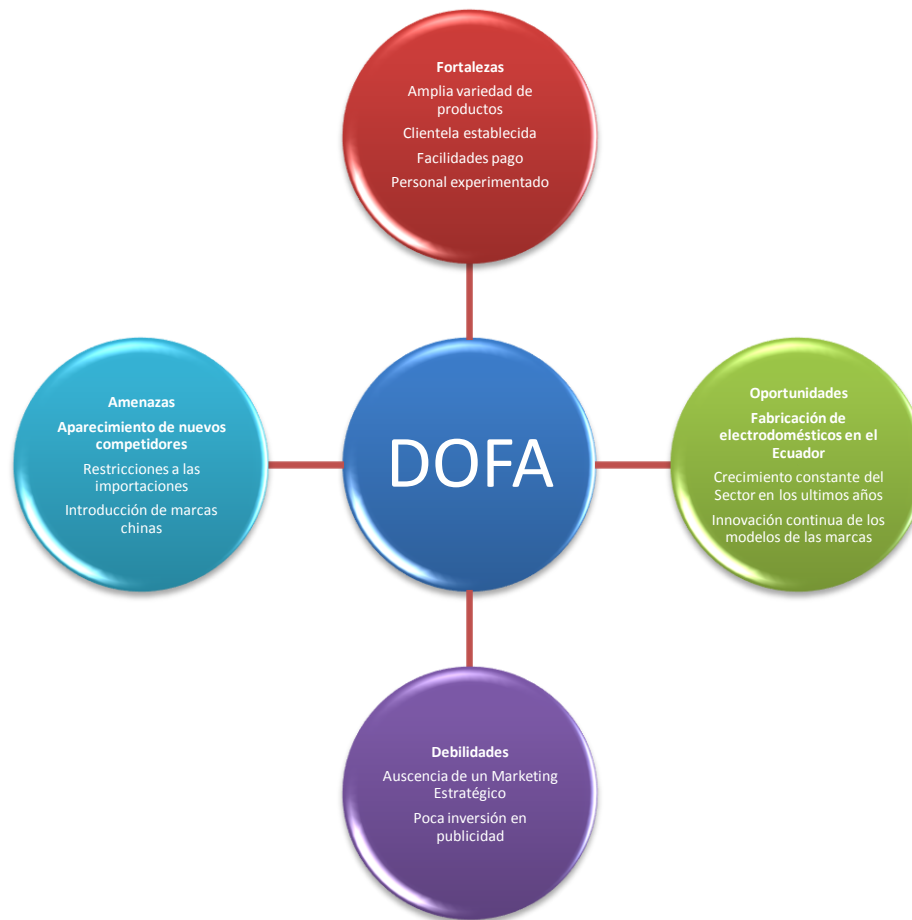 Fortalezas
Amplia variedad de
productos
Clientela establecida
Facilidades pago
Personal experimentado
Amenazas
Aparecimiento de nuevos
competidores
Restricciones a las
importaciones
Introducción de marcas
chinas
DOFA
Oportunidades
Fabricación de
electrodomésticos en el
Ecuador
Crecimiento constante del
Sector en los ultimos años
Innovación continua de los
modelos de las marcas
Debilidades
Auscencia de un Marketing
Estratégico
Poca inversión en
publicidad